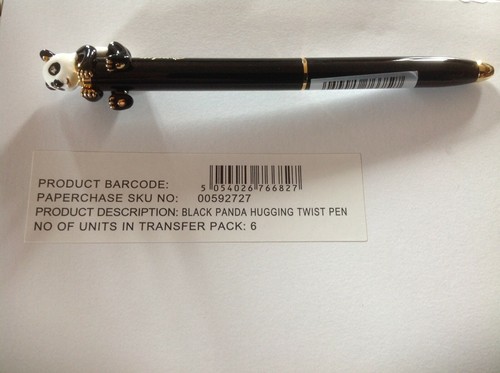 PRODUCT BARCODE:
5 054026 766827
PAPERCHASE SKU NO: 00592727
PRODUCT DESCRIPTION: BLACK PANDA HUGGING TWIST PEN
NO OF UNITS IN TRANSFER PACK: 6